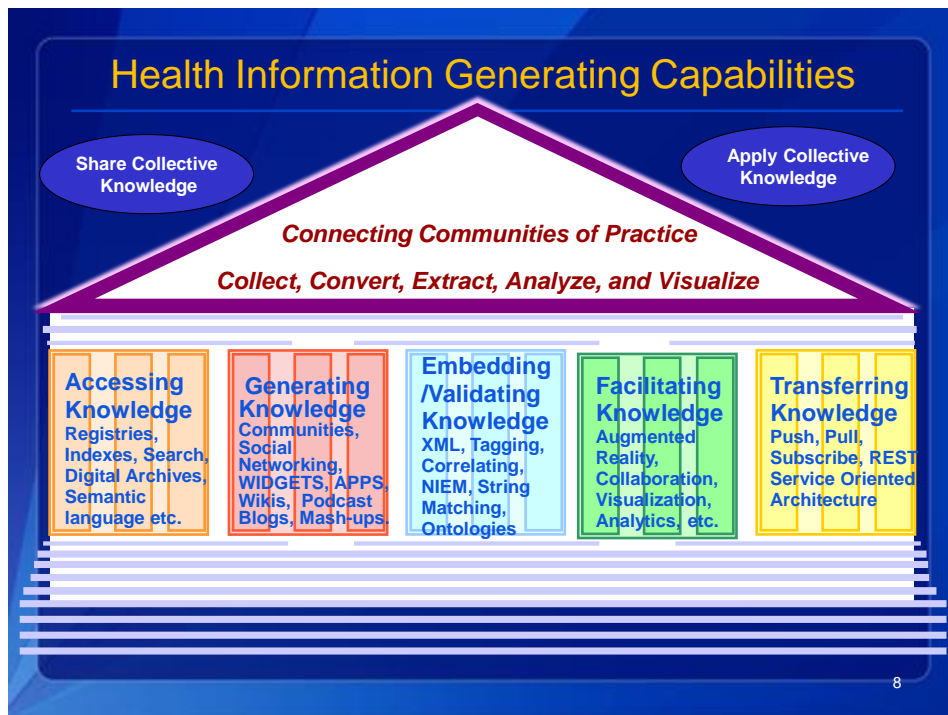 Health Information Generating Capabilities
Share Collective
Knowledge
Apply Collective
Knowledge
Connecting Communities of Practice
Collect, Convert, Extract, Analyze, and Visualize
Accessing
Knowledge
Registries,
Indexes, Search,
Digital Archives,
Semantic
language etc.
Generating
Knowledge
Communities,
Social
Networking,
WIDGETS, APPS,
Wikis, Podcast
Blogs, Mash-ups.
Embedding
/Validating
Knowledge
XML, Tagging,
Correlating,
NIEM, String
Matching,
Ontologies
Facilitating
Knowledge
Augmented
Reality,
Collaboration,
Visualization,
Analytics, etc.
Transferring
Knowledge
Push, Pull,
Subscribe, REST
Service Oriented
Architecture
8